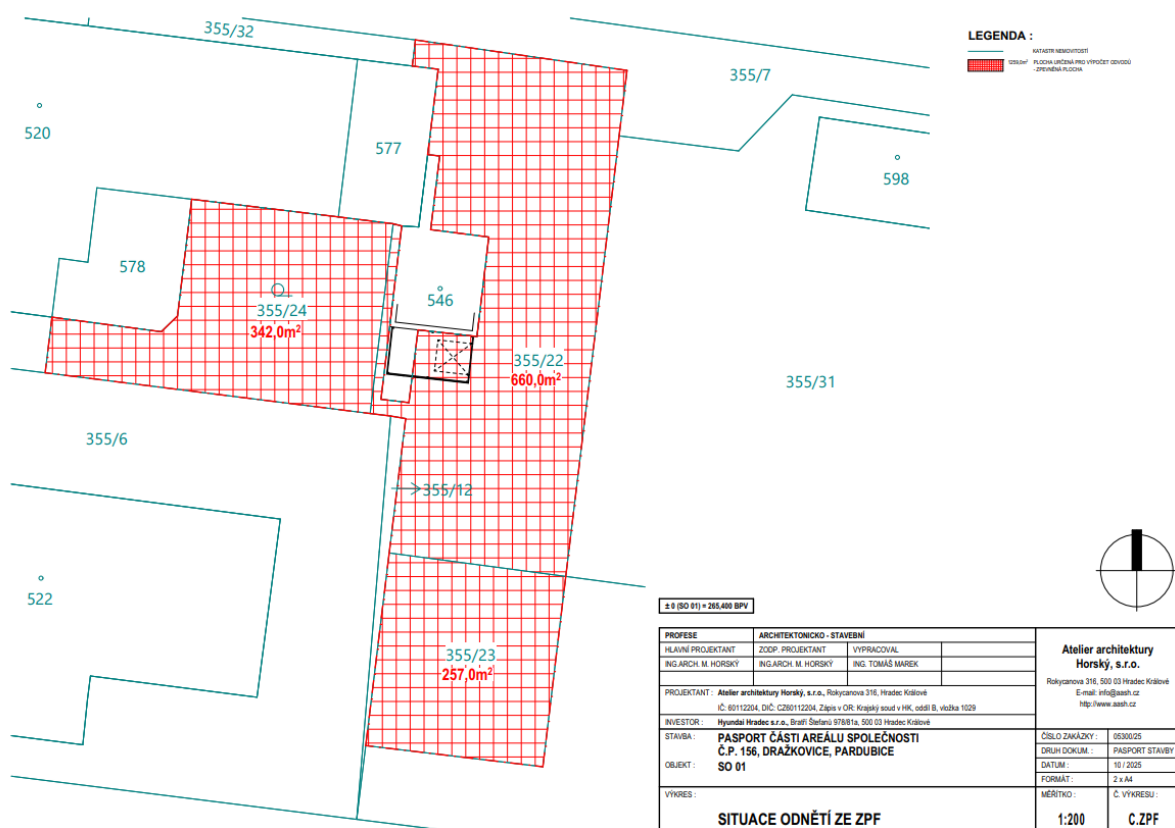 355/32
355/7
520
577
598
578
546
355/24
342,0m²
355/22
660,0m²
355/31
355/6
355/12
522
355/23
257,0m²
LEGENDA :
KATASTR NEMOVITOSTÍ
1259,0m² PLOCHA URČENÁ PRO VÝPOČET ODVODŮ
- ZPEVNĚNÁ PLOCHA
± 0 (SO 01) = 265,400 BPV
PROFESE ARCHITEKTONICKO - STAVEBNÍ
HLAVNÍ PROJEKTANT ZODP. PROJEKTANT VYPRACOVAL
ING.ARCH. M. HORSKÝ ING.ARCH. M. HORSKÝ ING. TOMÁŠ MAREK
PROJEKTANT : Atelier architektury Horský, s.r.o., Rokycanova 316, Hradec Králové
IČ: 60112204, DIČ: CZ60112204, Zápis v OR: Krajský soud v HK, oddíl B, vložka 1029
INVESTOR : Hyundai Hradec s.r.o., Bratří Štefanů 978/81a, 500 03 Hradec Králové
STAVBA : PASPORT ČÁSTI AREÁLU SPOLEČNOSTI
Č.P. 156, DRAŽKOVICE, PARDUBICE
OBJEKT : SO 01
VÝKRES :
SITUACE ODNĚTÍ ZE ZPF
Atelier architektury
Horský, s.r.o.
Rokycanova 316, 500 03 Hradec Králové
E-mail: info@aash.cz
http://www.aash.cz
ČÍSLO ZAKÁZKY : 05300/25
DRUH DOKUM. : PASPORT STAVBY
DATUM : 10 / 2025
FORMÁT : 2 x A4
MĚŘÍTKO : Č. VÝKRESU :
1:200 C.ZPF